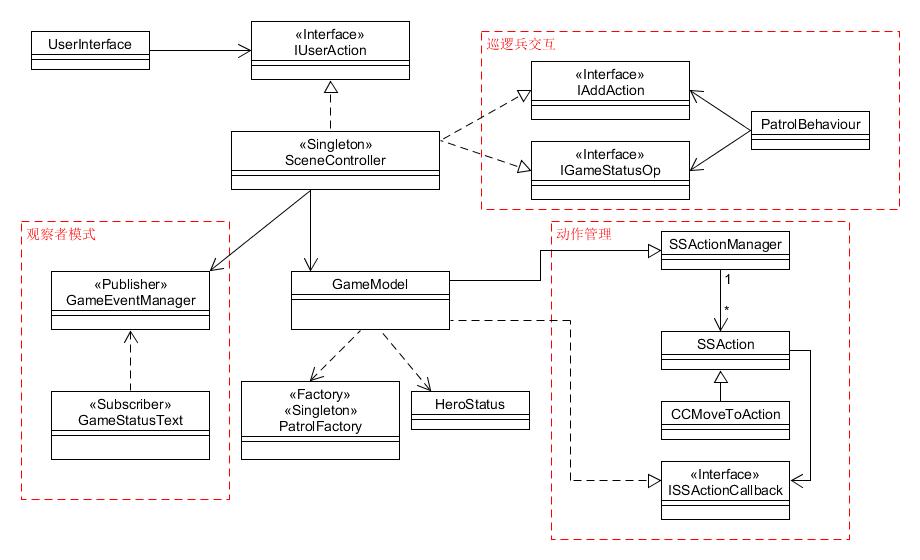 UserInterface
«Interface»
IUserAction
巡逻兵交互
«Interface»
IAddAction
PatrolBehaviour
«Singleton»
SceneController
«Interface»
IGameStatusOp
观察者模式
动作管理
SSActionManager
«Publisher»
GameEventManager
GameModel
1
*
SSAction
«Subscriber»
GameStatusText
«Factory»
«Singleton»
PatrolFactory
HeroStatus
CCMoveToAction
«Interface»
ISSActionCallback